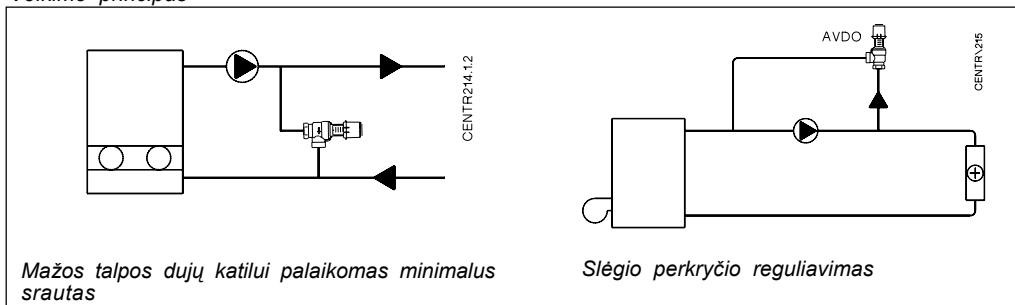 Veikimo principas
CENTR214.1.2
AVDO
CENTR\215
Mažos talpos dujų katilui palaikomas minimalus
srautas
Slėgio perkryčio reguliavimas